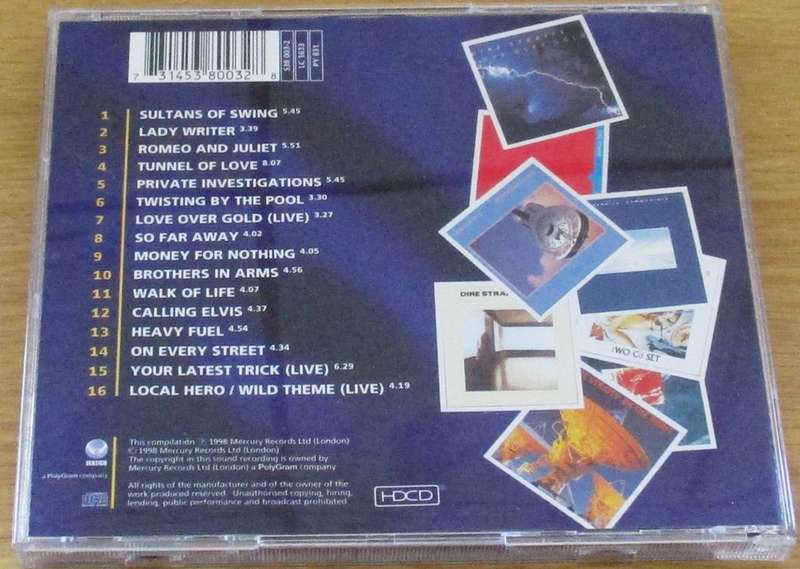 7 31453 80032 8
538 003-2
LC 1633
PY 831
1 SULTANS OF SWING 5.45
2 LADY WRITER 3.39
3 ROMEO AND JULIET 5.51
4 TUNNEL OF LOVE 8.07
5 PRIVATE INVESTIGATIONS 5.45
6 TWISTING BY THE POOL 3.30
7 LOVE OVER GOLD (LIVE) 3.27
8 SO FAR AWAY 4.02
9 MONEY FOR NOTHING 4.05
10 BROTHERS IN ARMS 4.56
11 WALK OF LIFE 4.07
12 CALLING ELVIS 4.37
13 HEAVY FUEL 4.54
14 ON EVERY STREET 4.34
15 YOUR LATEST TRICK (LIVE) 6.29
16 LOCAL HERO / WILD THEME (LIVE) 4.19
DIRE STRA
TWO Cd SET
This compilation ℗ 1998 Mercury Records Ltd (London)
© 1998 Mercury Records Ltd (London)
The copyright in this sound recording is owned by
Mercury Records Ltd (London) a PolyGram company
a PolyGram company
All rights of the manufacturer and of the owner of the
work produced reserved. Unauthorised copying, hiring,
lending, public performance and broadcast prohibited.
HDCD